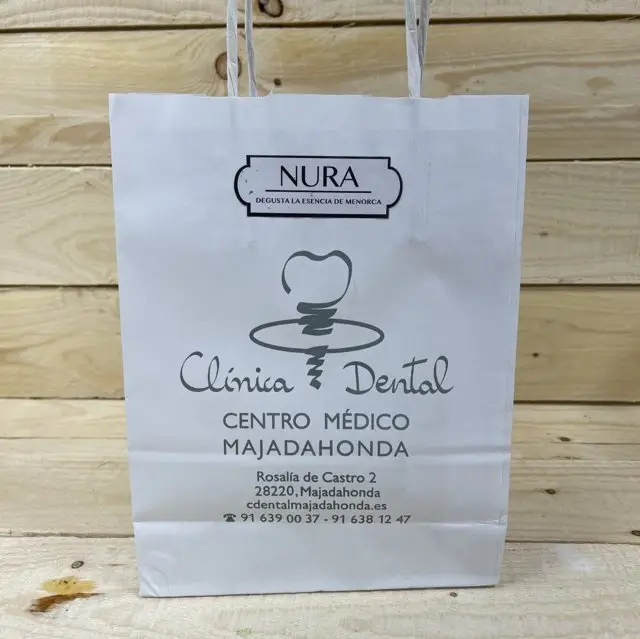 NURA
DEGUSTA LA ESENCIA DE MENORCA
Clínica Dental
CENTRO MÉDICO
MAJADAHONDA
Rosalía de Castro 2
28220, Majadahonda
cdentalmajadahonda.es
☎ 91 639 00 37 - 91 638 12 47